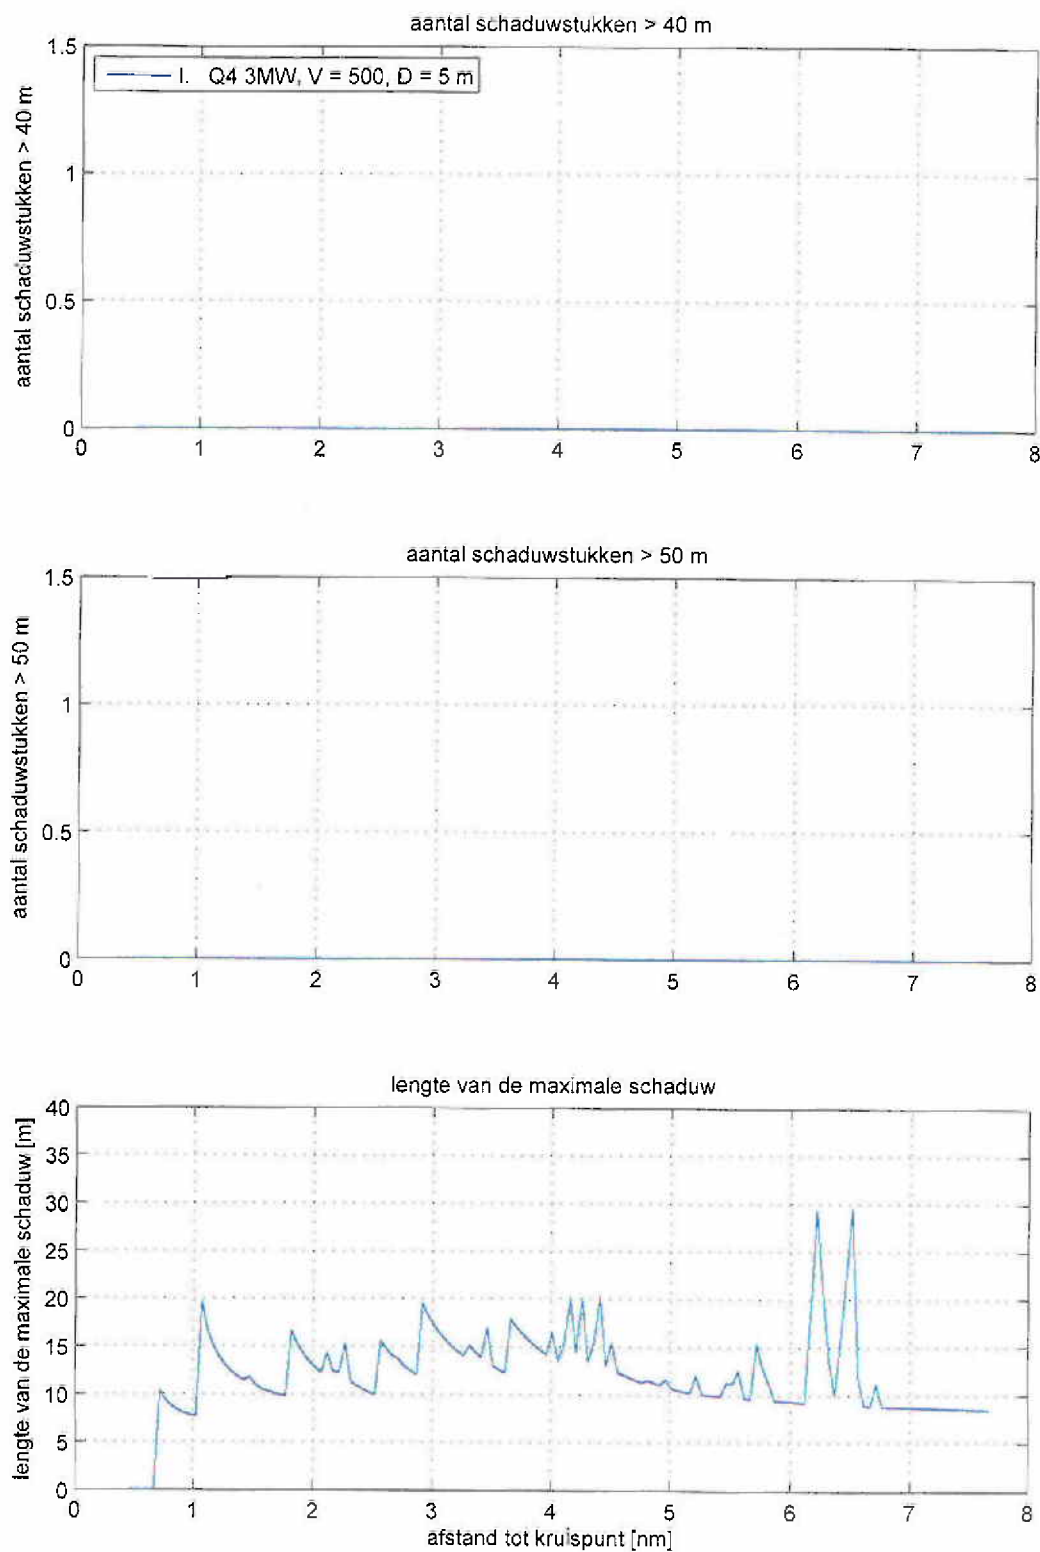 aantal schaduwstukken > 40 m
1.5
I. Q4 3MW, V = 500, D = 5 m
1
0.5
0
aantal schaduwstukken > 40 m
0 1 2 3 4 5 6 7 8
aantal schaduwstukken > 50 m
1.5
1
0.5
0
aantal schaduwstukken > 50 m
0 1 2 3 4 5 6 7 8
lengte van de maximale schaduw
40
35
30
25
20
15
10
5
0
lengte van de maximale schaduw [m]
0 1 2 3 4 5 6 7 8
afstand tot kruispunt [nm]